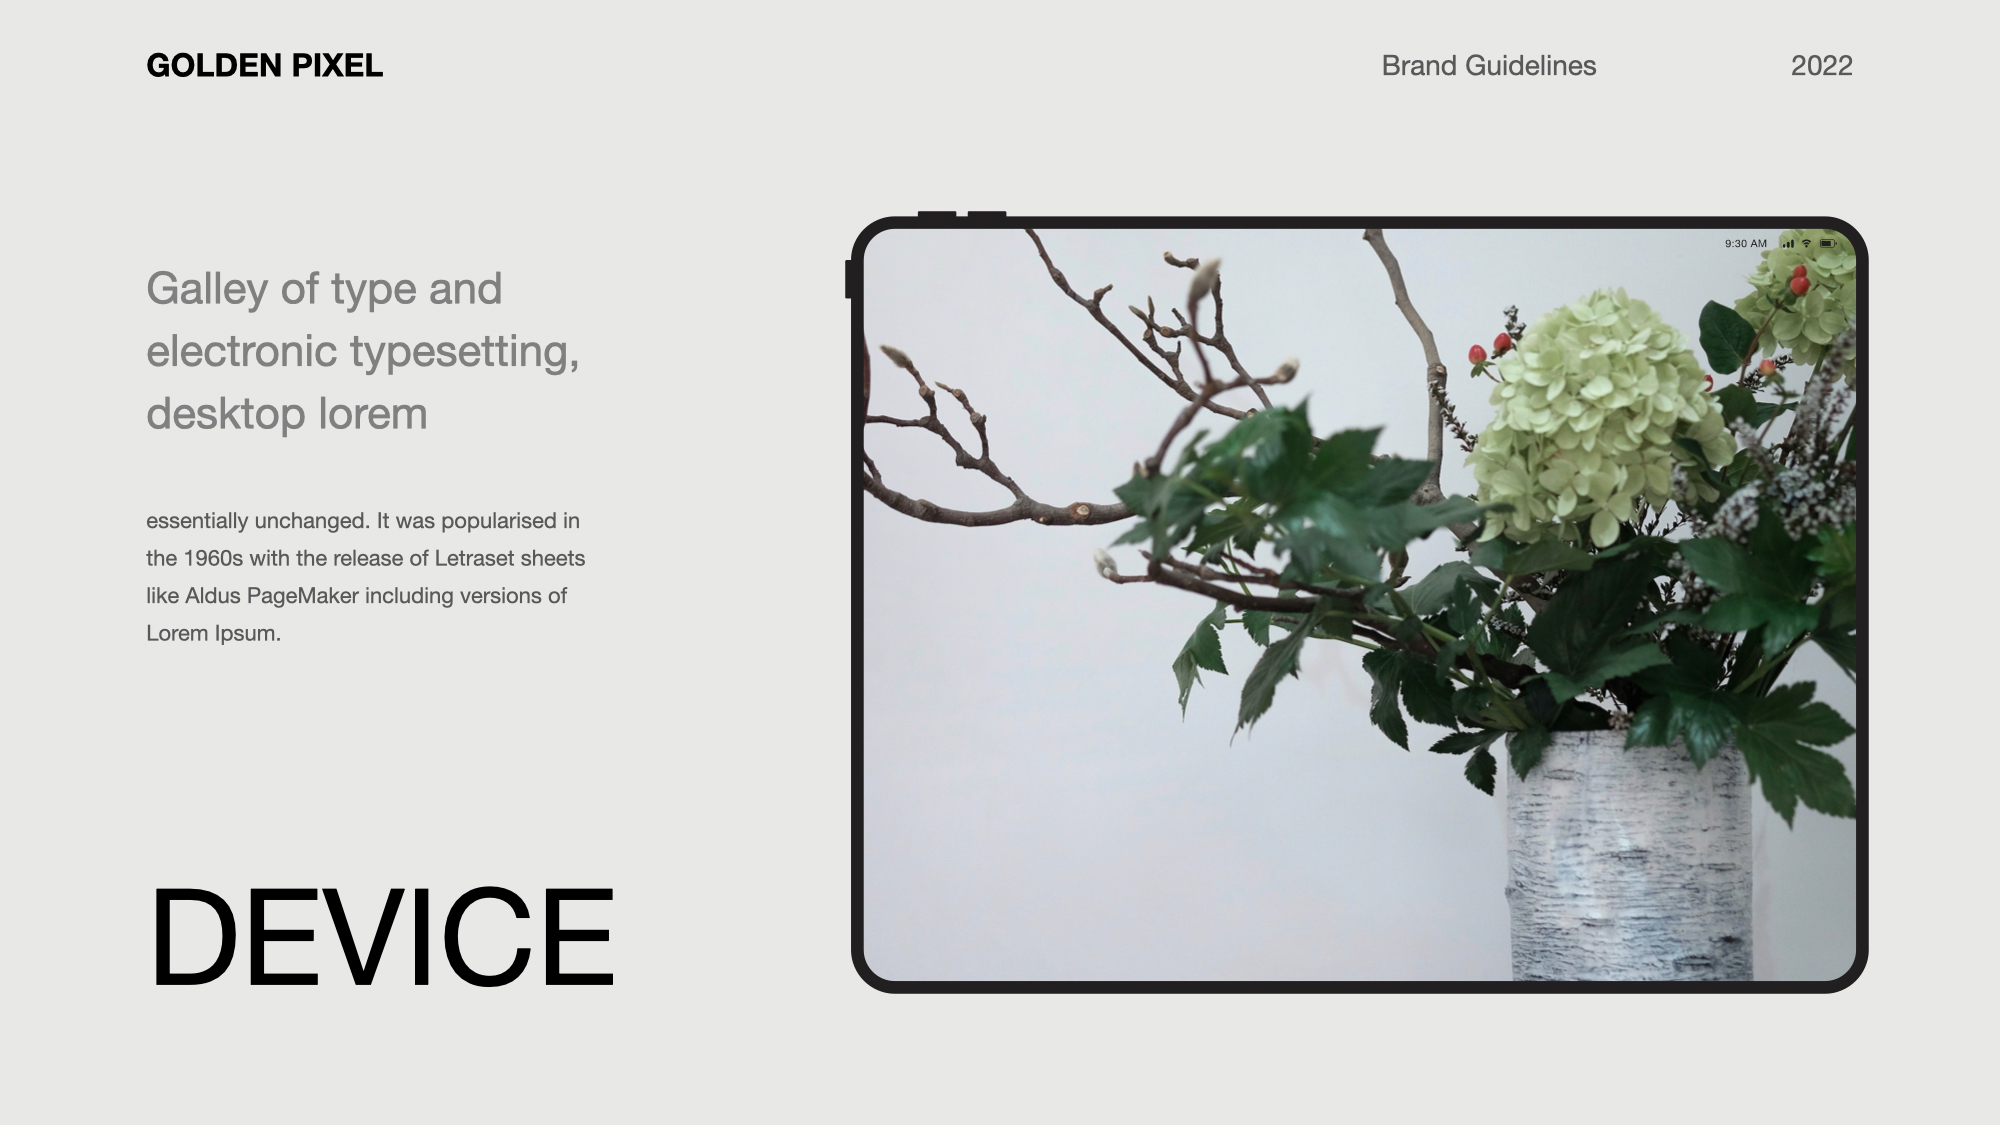 GOLDEN PIXEL
Brand Guidelines
2022
Galley of type and
electronic typesetting,
desktop lorem
essentially unchanged. It was popularised in
the 1960s with the release of Letraset sheets
like Aldus PageMaker including versions of
Lorem Ipsum.
DEVICE
9:30 AM